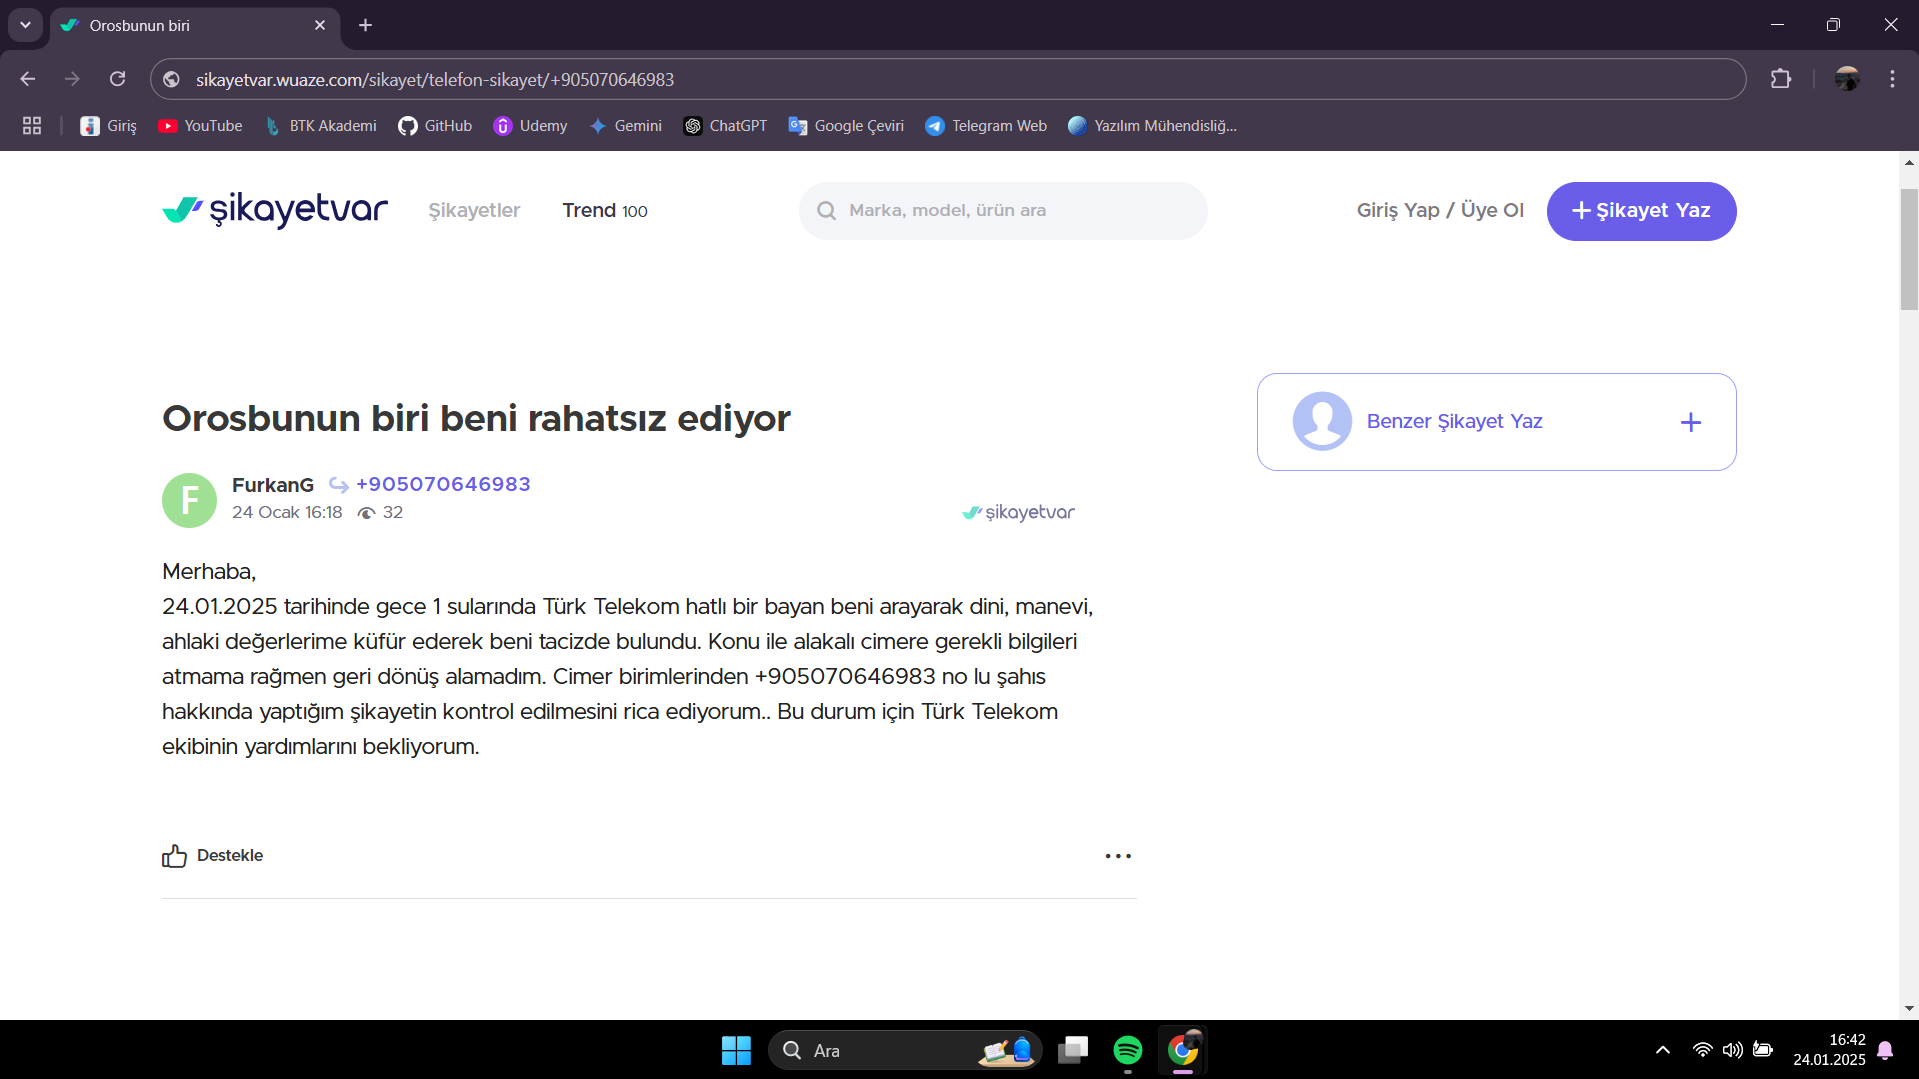 Orosbunun biri
sikayetvar.wuaze.com/sikayet/telefon-sikayet/+905070646983
Giriş YouTube BTK Akademi GitHub Udemy Gemini ChatGPT Google Çeviri Telegram Web Yazılım Mühendisliğ...
şikayetvar Şikayetler Trend 100 Marka, model, ürün ara Giriş Yap / Üye Ol + Şikayet Yaz
Orosbunun biri beni rahatsız ediyor
Benzer Şikayet Yaz +
F
FurkanG +905070646983
24 Ocak 16:18 32
şikayetvar
Merhaba,
24.01.2025 tarihinde gece 1 sularında Türk Telekom hatlı bir bayan beni arayarak dini, manevi,
ahlaki değerlerime küfür ederek beni tacizde bulundu. Konu ile alakalı cimere gerekli bilgileri
atmama rağmen geri dönüş alamadım. Cimer birimlerinden +905070646983 no lu şahıs
hakkında yaptığım şikayetin kontrol edilmesini rica ediyorum.. Bu durum için Türk Telekom
ekibinin yardımlarını bekliyorum.
Destekle
Ara
16:42
24.01.2025